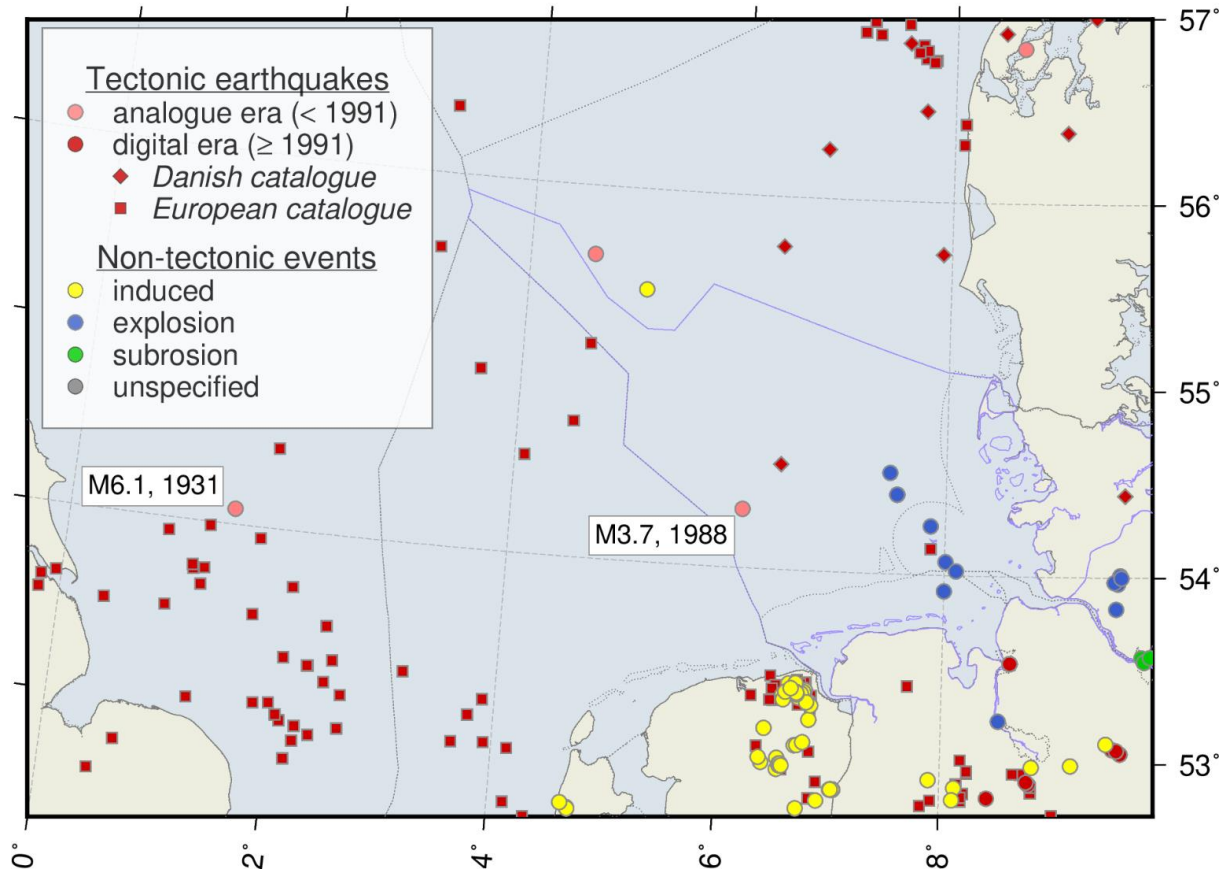 57°
Tectonic earthquakes
analogue era (< 1991)
digital era (≥ 1991)
Danish catalogue
European catalogue
56°
Non-tectonic events
induced
explosion
subrosion
unspecified
55°
M6.1, 1931
M3.7, 1988
54°
53°
0°
2°
4°
6°
8°